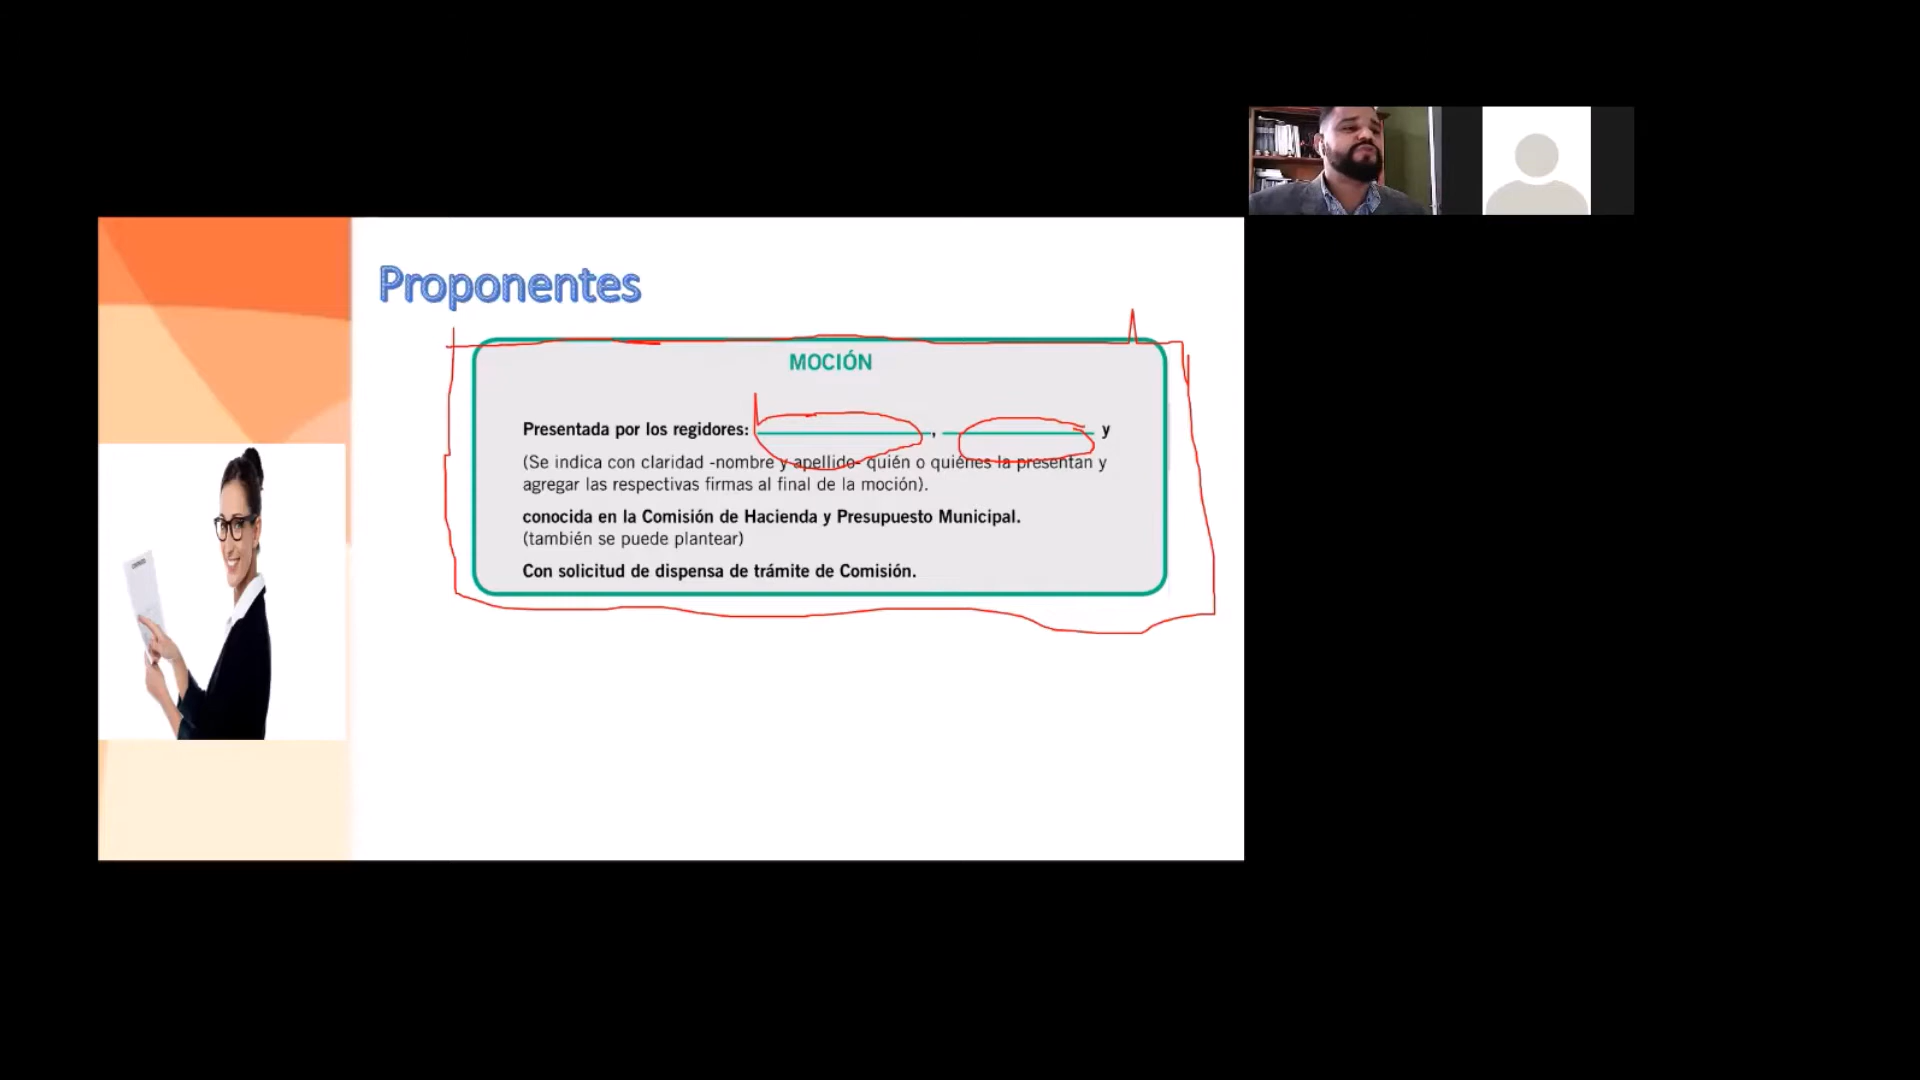 Proponentes
MOCIÓN
Presentada por los regidores: ____________, ____________ y
(Se indica con claridad -nombre y apellido- quién o quiénes la presentan y
agregar las respectivas firmas al final de la moción).
conocida en la Comisión de Hacienda y Presupuesto Municipal.
(también se puede plantear)
Con solicitud de dispensa de trámite de Comisión.